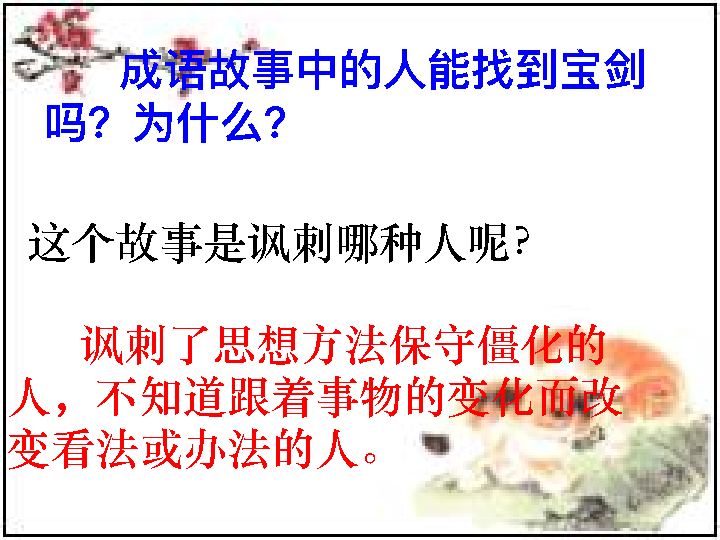 成语故事中的人能找到宝剑
吗？为什么？
这个故事是讽刺哪种人呢？
讽刺了思想方法保守僵化的
人，不知道跟着事物的变化而改
变看法或办法的人。